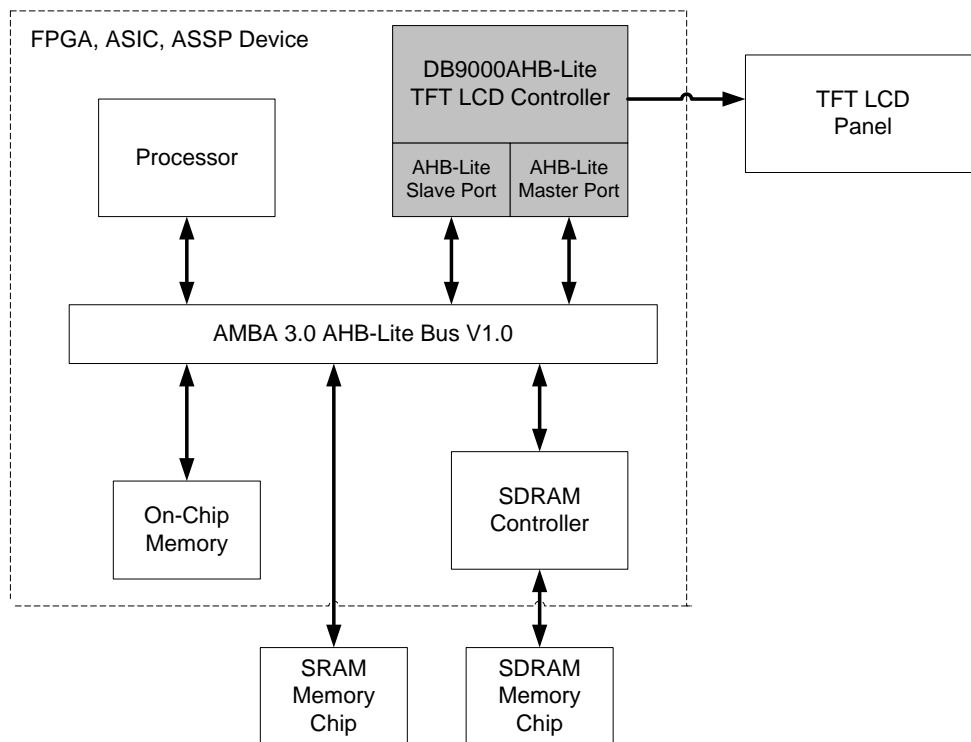 FPGA, ASIC, ASSP Device
DB9000AHB-Lite
TFT LCD Controller
TFT LCD
Panel
Processor
AHB-Lite
Slave Port
AHB-Lite
Master Port
AMBA 3.0 AHB-Lite Bus V1.0
On-Chip
Memory
SDRAM
Controller
SRAM
Memory
Chip
SDRAM
Memory
Chip